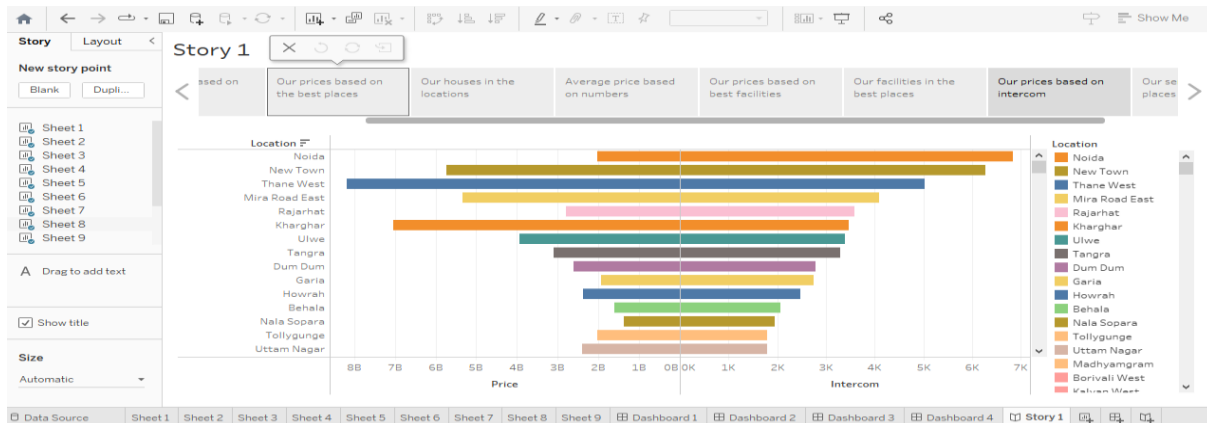 Show Me
Story Layout <
Story 1
New story point
Blank Dupli...
ased on
Our prices based on
the best places
Our houses in the
locations
Average price based
on numbers
Our prices based on
best facilities
Our facilities in the
best places
Our prices based on
intercom
Our se
places
Sheet 1
Sheet 2
Sheet 3
Sheet 4
Sheet 5
Sheet 6
Sheet 7
Sheet 8
Sheet 9
A Drag to add text
Show title
Size
Automatic
Location
Noida
New Town
Thane West
Mira Road East
Rajarhat
Kharghar
Ulwe
Tangra
Dum Dum
Garia
Howrah
Behala
Nala Sopara
Tollygunge
Uttam Nagar
8B 7B 6B 5B 4B 3B 2B 1B 0B 0K 1K 2K 3K 4K 5K 6K 7K
Price Intercom
Location
Noida
New Town
Thane West
Mira Road East
Rajarhat
Kharghar
Ulwe
Tangra
Dum Dum
Garia
Howrah
Behala
Nala Sopara
Tollygunge
Uttam Nagar
Madhyamgram
Borivali West
Kalyan West
Data Source Sheet 1 Sheet 2 Sheet 3 Sheet 4 Sheet 5 Sheet 6 Sheet 7 Sheet 8 Sheet 9 Dashboard 1 Dashboard 2 Dashboard 3 Dashboard 4 Story 1